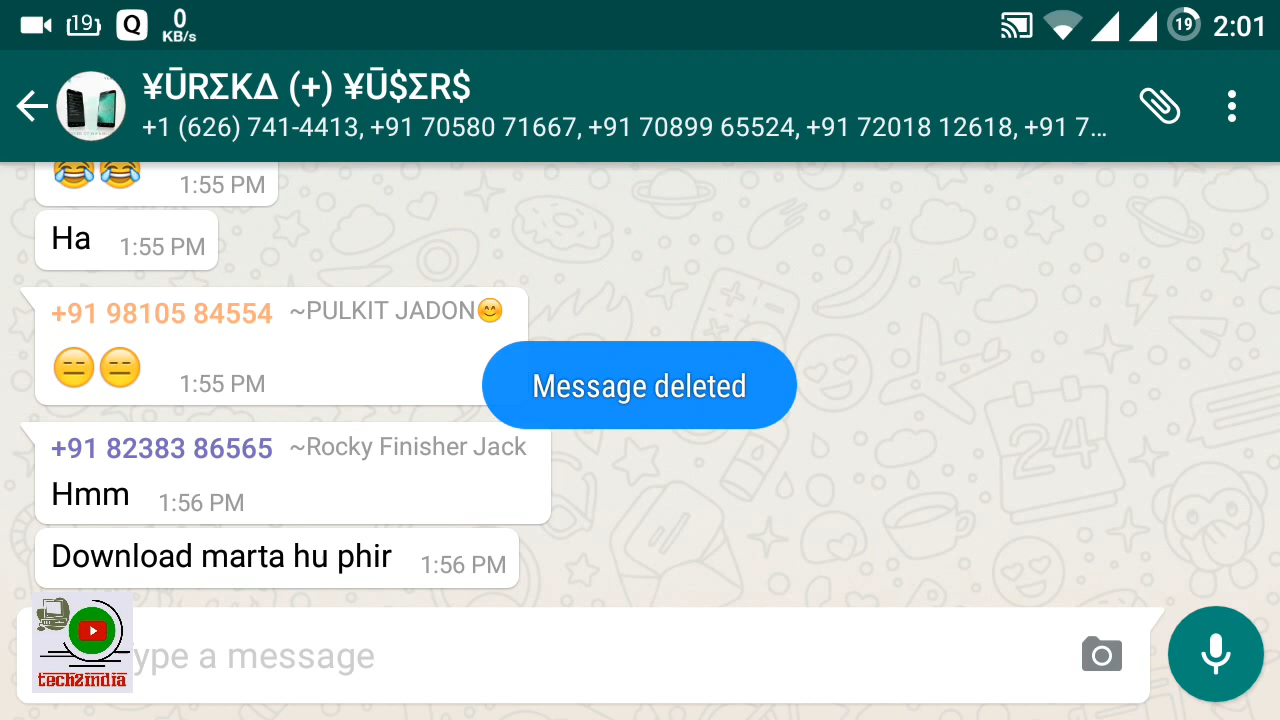 19 Q 0 KB/s 19 2:01
¥ŪRΣKΔ (+) ¥Ū$ΣR$
+1 (626) 741-4413, +91 70580 71667, +91 70899 65524, +91 72018 12618, +91 7...
😂😂 1:55 PM
Ha 1:55 PM
+91 98105 84554 ~PULKIT JADON😊
😑😑 1:55 PM
Message deleted
+91 82383 86565 ~Rocky Finisher Jack
Hmm 1:56 PM
Download marta hu phir 1:56 PM
ype a message
tech2india